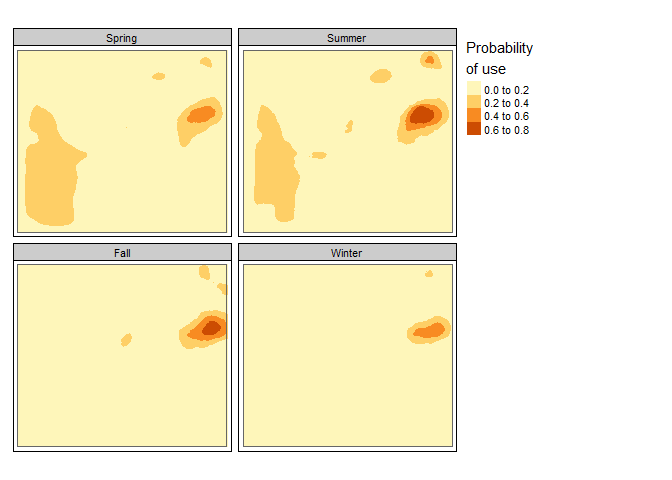 Spring
Summer
Probability
of use
0.0 to 0.2
0.2 to 0.4
0.4 to 0.6
0.6 to 0.8
Fall
Winter